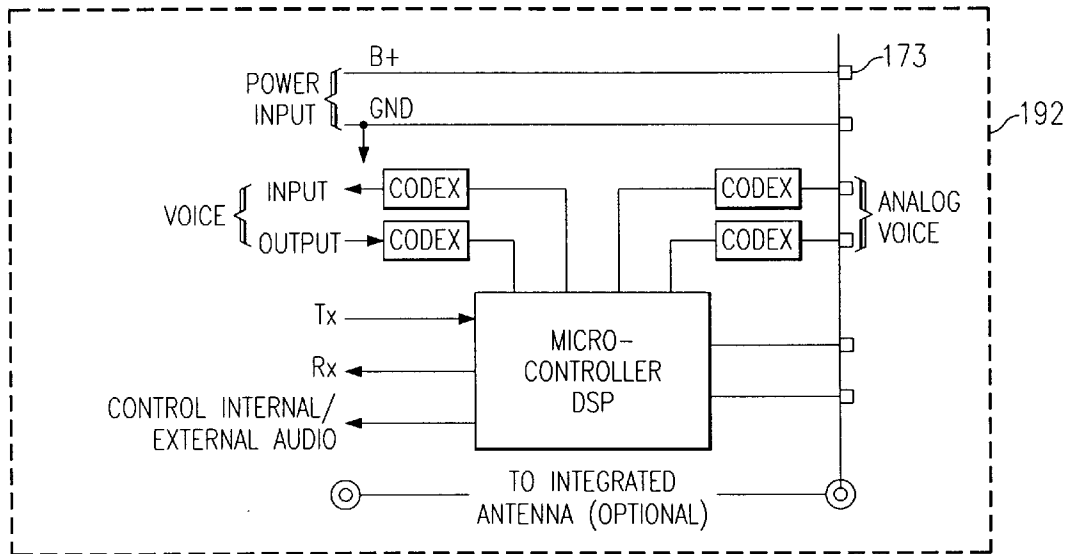 B+
173
POWER
INPUT
GND
192
INPUT
CODEX
CODEX
VOICE
ANALOG
VOICE
OUTPUT
CODEX
CODEX
Tx
MICRO-
CONTROLLER
DSP
Rx
CONTROL INTERNAL/
EXTERNAL AUDIO
TO INTEGRATED
ANTENNA (OPTIONAL)